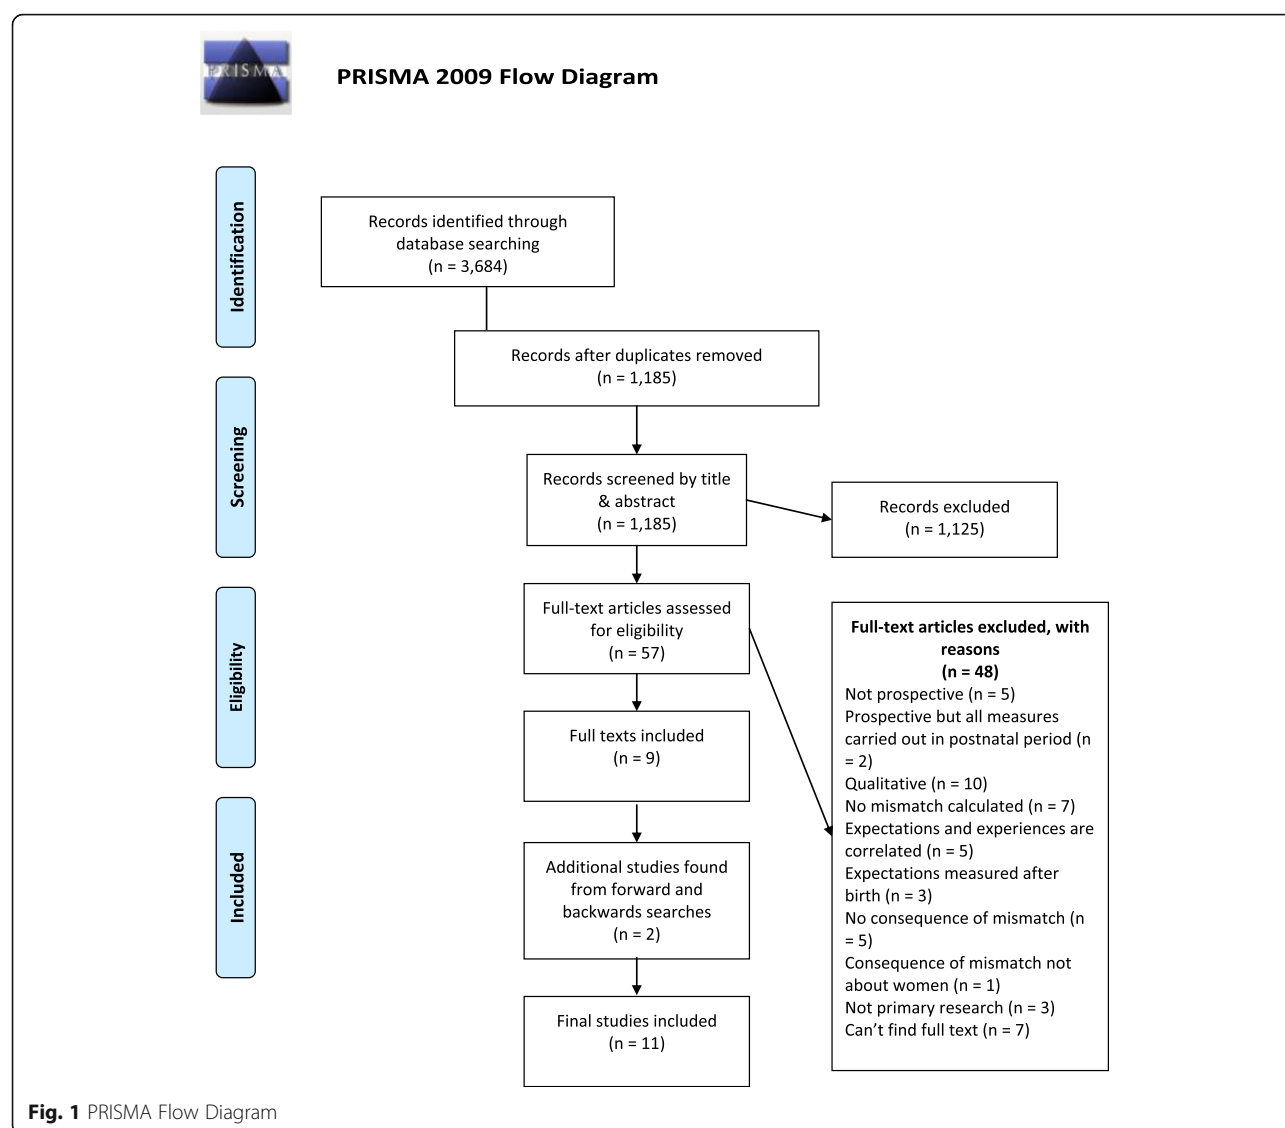 PRISMA
PRISMA 2009 Flow Diagram
Identification
Records identified through
database searching
(n = 3,684)
Records after duplicates removed
(n = 1,185)
Screening
Records screened by title
& abstract
(n = 1,185)
Records excluded
(n = 1,125)
Eligibility
Full-text articles assessed
for eligibility
(n = 57)
Full-text articles excluded, with
reasons
(n = 48)
Not prospective (n = 5)
Prospective but all measures
carried out in postnatal period (n
= 2)
Qualitative (n = 10)
No mismatch calculated (n = 7)
Expectations and experiences are
correlated (n = 5)
Expectations measured after
birth (n = 3)
No consequence of mismatch (n
= 5)
Consequence of mismatch not
about women (n = 1)
Not primary research (n = 3)
Can't find full text (n = 7)
Full texts included
(n = 9)
Included
Additional studies found
from forward and
backwards searches
(n = 2)
Final studies included
(n = 11)
Fig. 1 PRISMA Flow Diagram